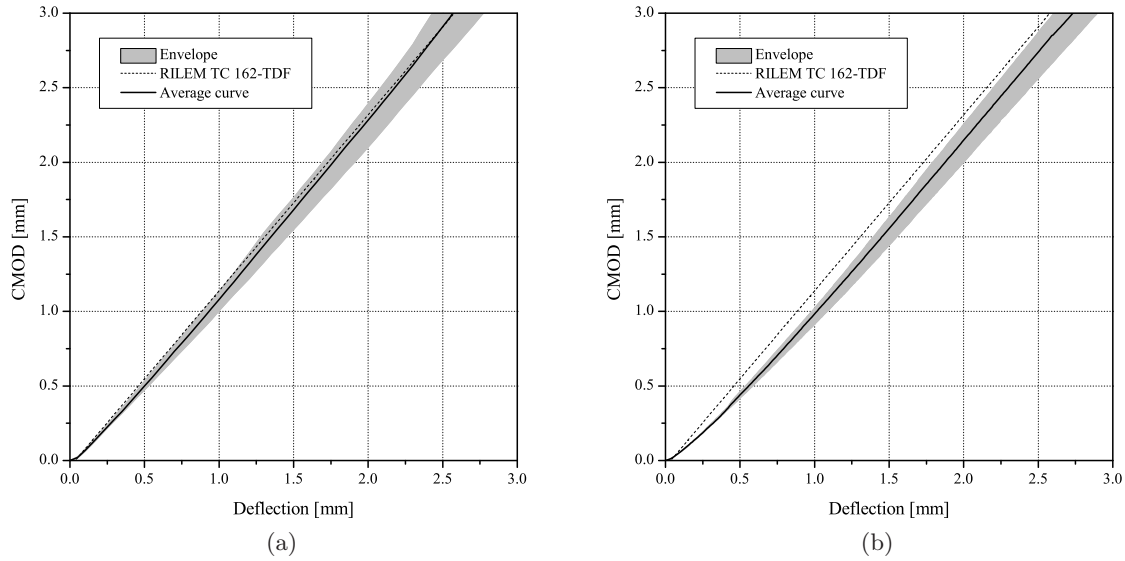 3.0
2.5
2.0
1.5
1.0
0.5
0.0
CMOD [mm]
Envelope
RILEM TC 162-TDF
Average curve
0.0 0.5 1.0 1.5 2.0 2.5 3.0
Deflection [mm]
(a)
3.0
2.5
2.0
1.5
1.0
0.5
0.0
CMOD [mm]
Envelope
RILEM TC 162-TDF
Average curve
0.0 0.5 1.0 1.5 2.0 2.5 3.0
Deflection [mm]
(b)